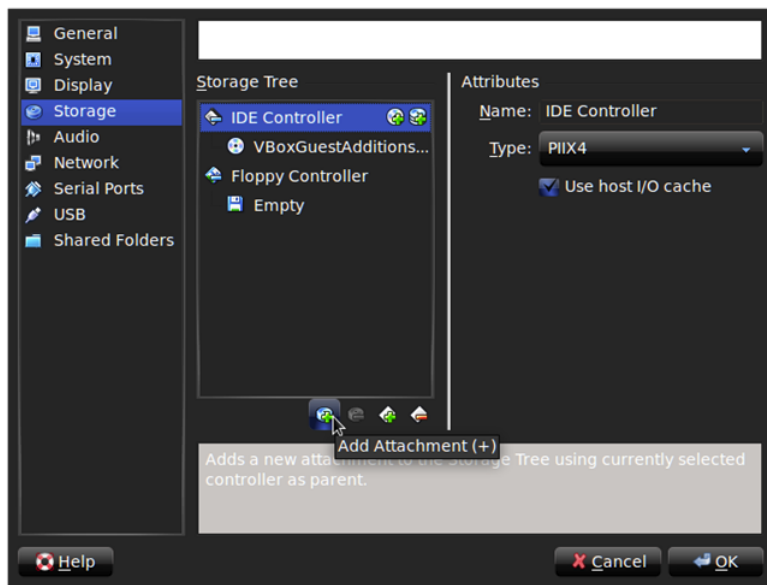 General
System
Display
Storage
Audio
Network
Serial Ports
USB
Shared Folders
Storage Tree
IDE Controller
VBoxGuestAdditions...
Floppy Controller
Empty
Attributes
Name: IDE Controller
Type: PIIX4
Use host I/O cache
Add Attachment (+)
Adds a new attachment to the Storage Tree using currently selected
controller as parent.
Help
Cancel
OK